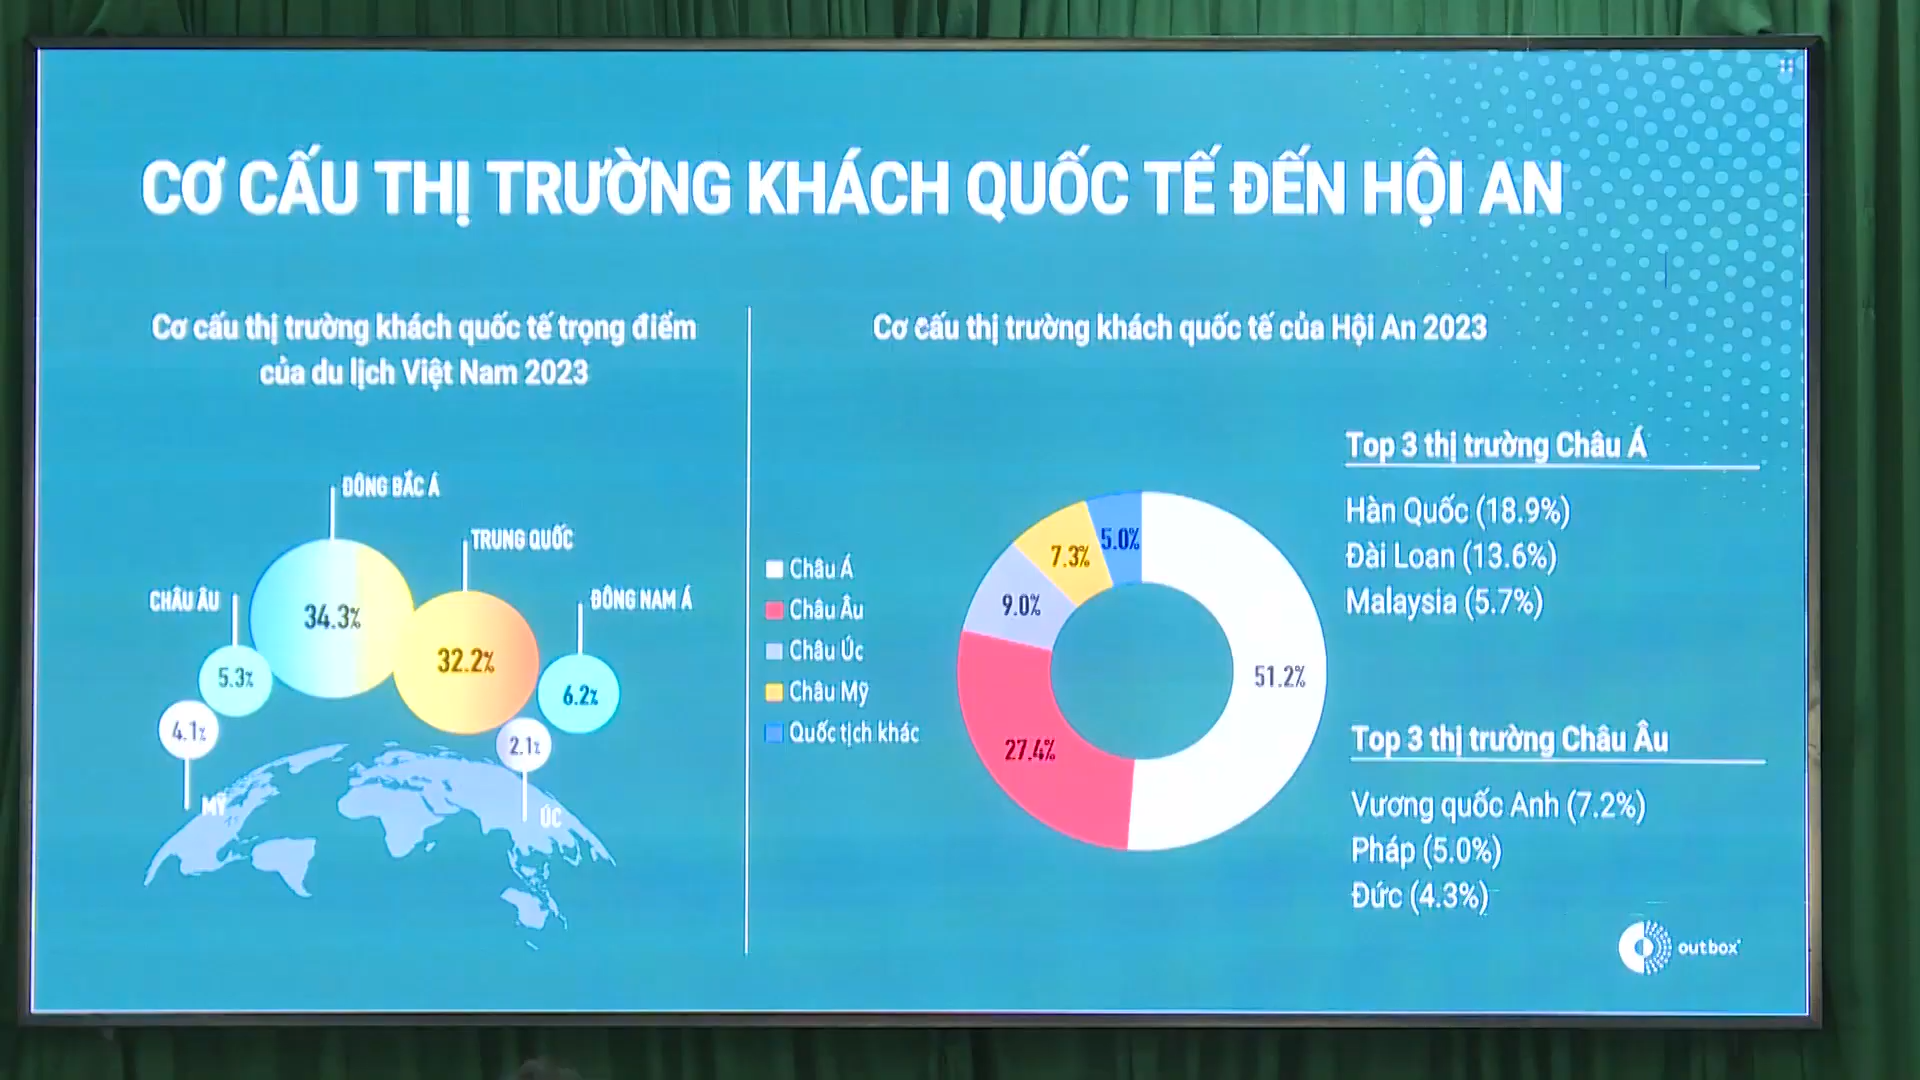 CƠ CẤU THỊ TRƯỜNG KHÁCH QUỐC TẾ ĐẾN HỘI AN
Cơ cấu thị trường khách quốc tế trọng điểm
của du lịch Việt Nam 2023
ĐÔNG BẮC Á
TRUNG QUỐC
CHÂU ÂU
ĐÔNG NAM Á
34.3%
32.2%
5.3%
6.2%
4.1%
2.1%
MỸ
ÚC
Cơ cấu thị trường khách quốc tế của Hội An 2023
Châu Á
Châu Âu
Châu Úc
Châu Mỹ
Quốc tịch khác
5.0%
7.3%
9.0%
51.2%
27.4%
Top 3 thị trường Châu Á
Hàn Quốc (18.9%)
Đài Loan (13.6%)
Malaysia (5.7%)
Top 3 thị trường Châu Âu
Vương quốc Anh (7.2%)
Pháp (5.0%)
Đức (4.3%)
outbox